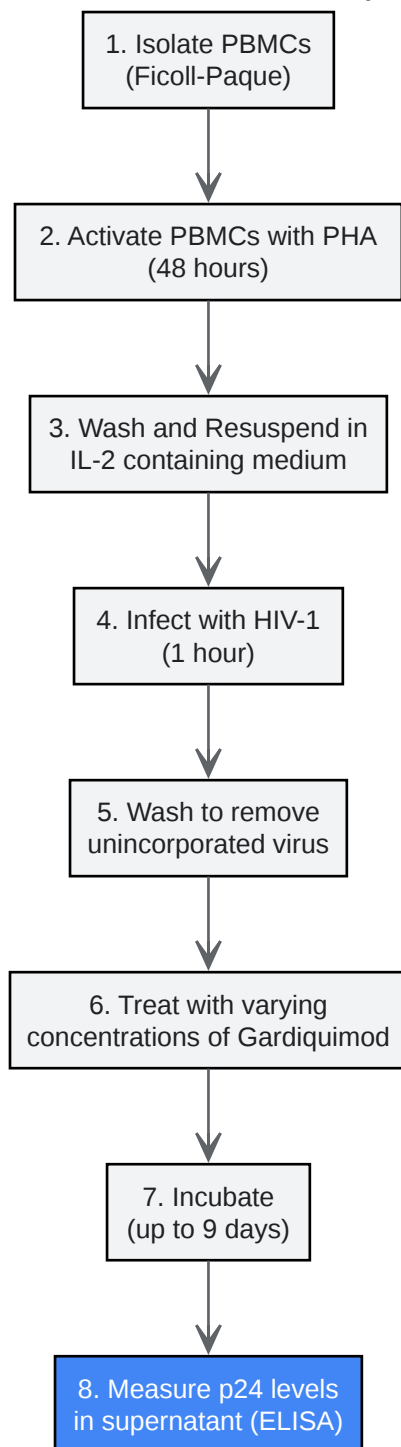 1. Isolate PBMCs
(Ficoll-Paque)
2. Activate PBMCs with PHA
(48 hours)
3. Wash and Resuspend in
IL-2 containing medium
4. Infect with HIV-1
(1 hour)
5. Wash to remove
unincorporated virus
6. Treat with varying
concentrations of Gardiquimod
7. Incubate
(up to 9 days)
8. Measure p24 levels
in supernatant (ELISA)